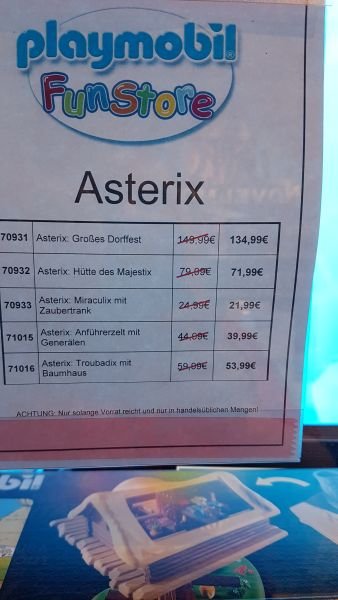 playmobil
FunStore
Asterix
70931 Asterix: Großes Dorffest 149,99€ 134,99€
70932 Asterix: Hütte des Majestix 79,99€ 71,99€
70933 Asterix: Miraculix mit
Zaubertrank 24,99€ 21,99€
71015 Asterix: Anführerzelt mit
Generälen 44,99€ 39,99€
71016 Asterix: Troubadix mit
Baumhaus 59,99€ 53,99€
ACHTUNG: Nur solange Vorrat reicht und nur in handelsüblichen Mengen!
bil